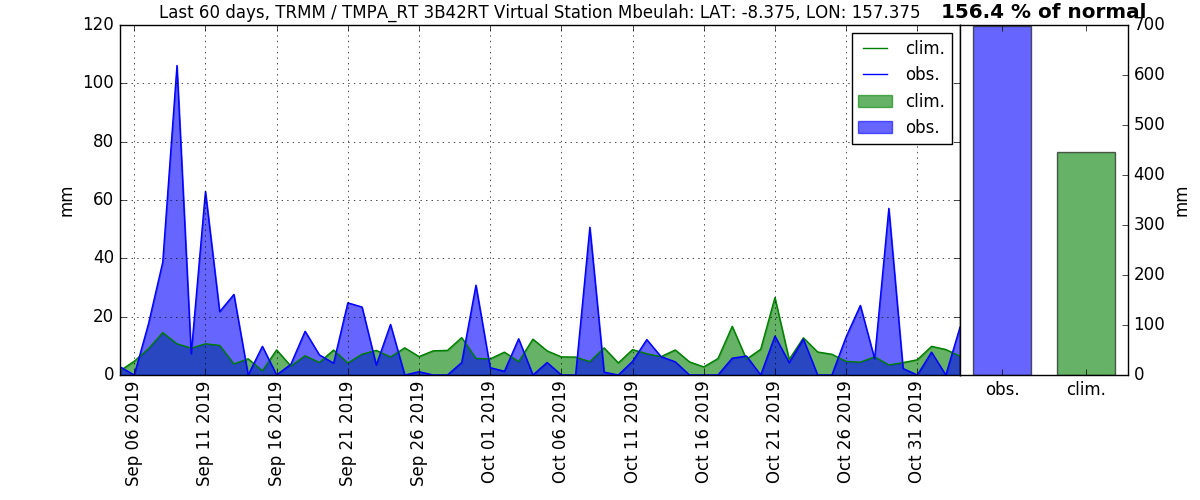 Last 60 days, TRMM / TMPA_RT 3B42RT Virtual Station Mbeulah: LAT: -8.375, LON: 157.375
156.4 % of normal
120
100
80
60
40
20
0
mm
clim.
obs.
clim.
obs.
700
600
500
400
300
200
100
0
mm
obs.
clim.
Sep 06 2019
Sep 11 2019
Sep 16 2019
Sep 21 2019
Sep 26 2019
Oct 01 2019
Oct 06 2019
Oct 11 2019
Oct 16 2019
Oct 21 2019
Oct 26 2019
Oct 31 2019